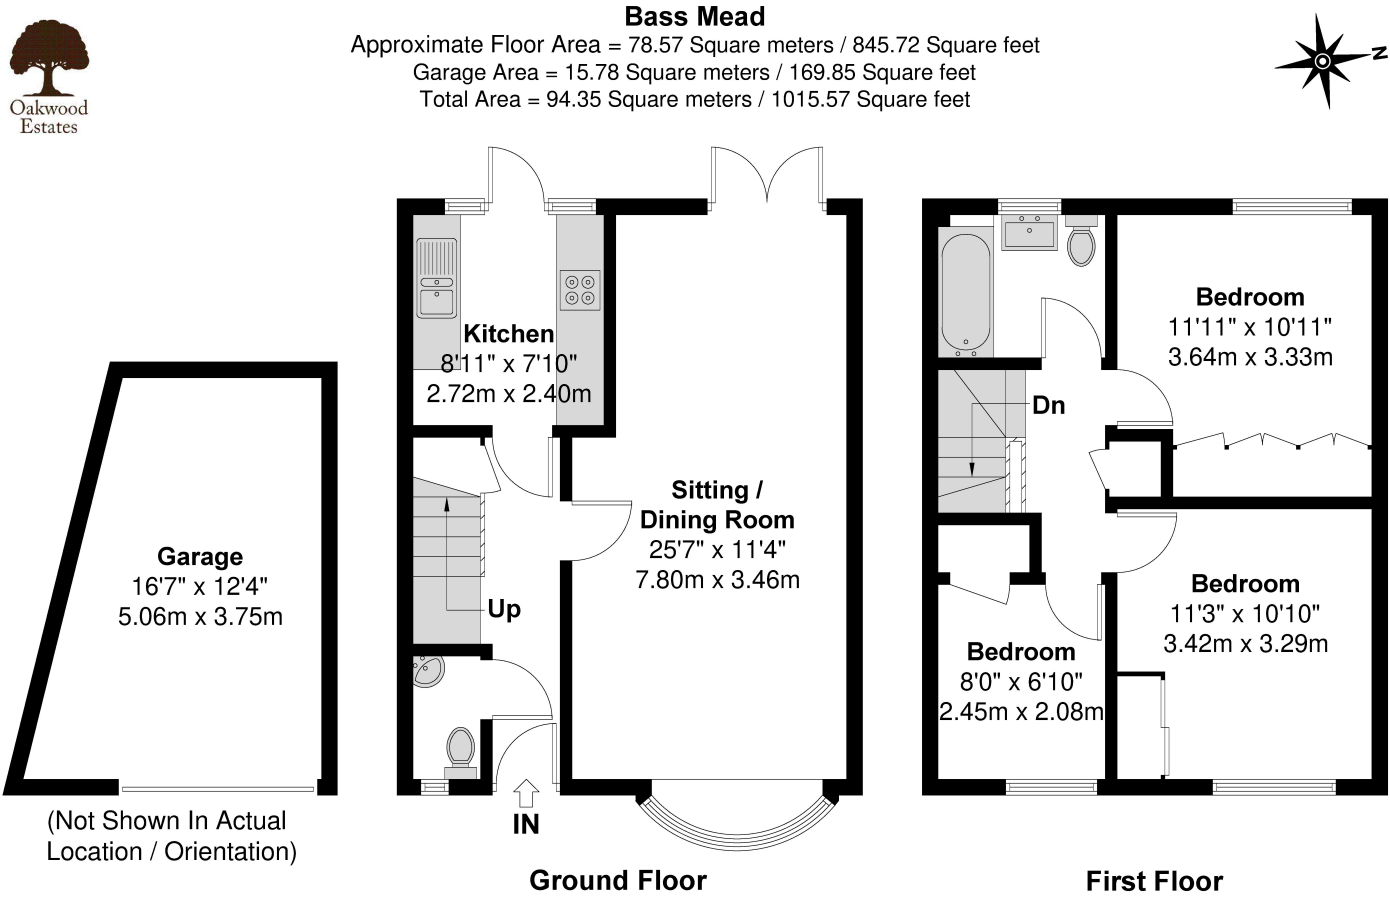 Bass Mead
Approximate Floor Area = 78.57 Square meters / 845.72 Square feet
Garage Area = 15.78 Square meters / 169.85 Square feet
Total Area = 94.35 Square meters / 1015.57 Square feet
Oakwood
Estates
N
Garage
16'7" x 12'4"
5.06m x 3.75m
(Not Shown In Actual
Location / Orientation)
Kitchen
8'11" x 7'10"
2.72m x 2.40m
Sitting /
Dining Room
25'7" x 11'4"
7.80m x 3.46m
Up
IN
Ground Floor
Bedroom
11'11" x 10'11"
3.64m x 3.33m
Dn
Bedroom
11'3" x 10'10"
3.42m x 3.29m
Bedroom
8'0" x 6'10"
2.45m x 2.08m
First Floor